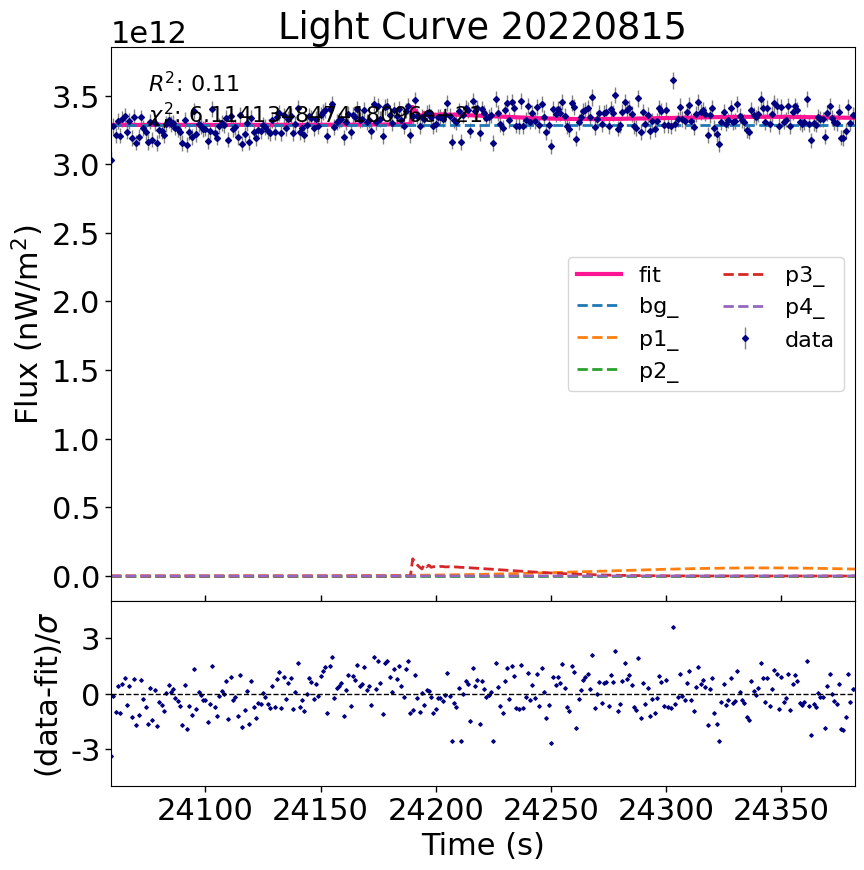 Light Curve 20220815
1e12
R²: 0.11
χ²:
3.5
3.0
2.5
2.0
1.5
1.0
0.5
0.0
Flux (nW/m²)
fit
bg_
p1_
p2_
p3_
p4_
data
3
0
-3
(data-fit)/σ
24100 24150 24200 24250 24300 24350
Time (s)